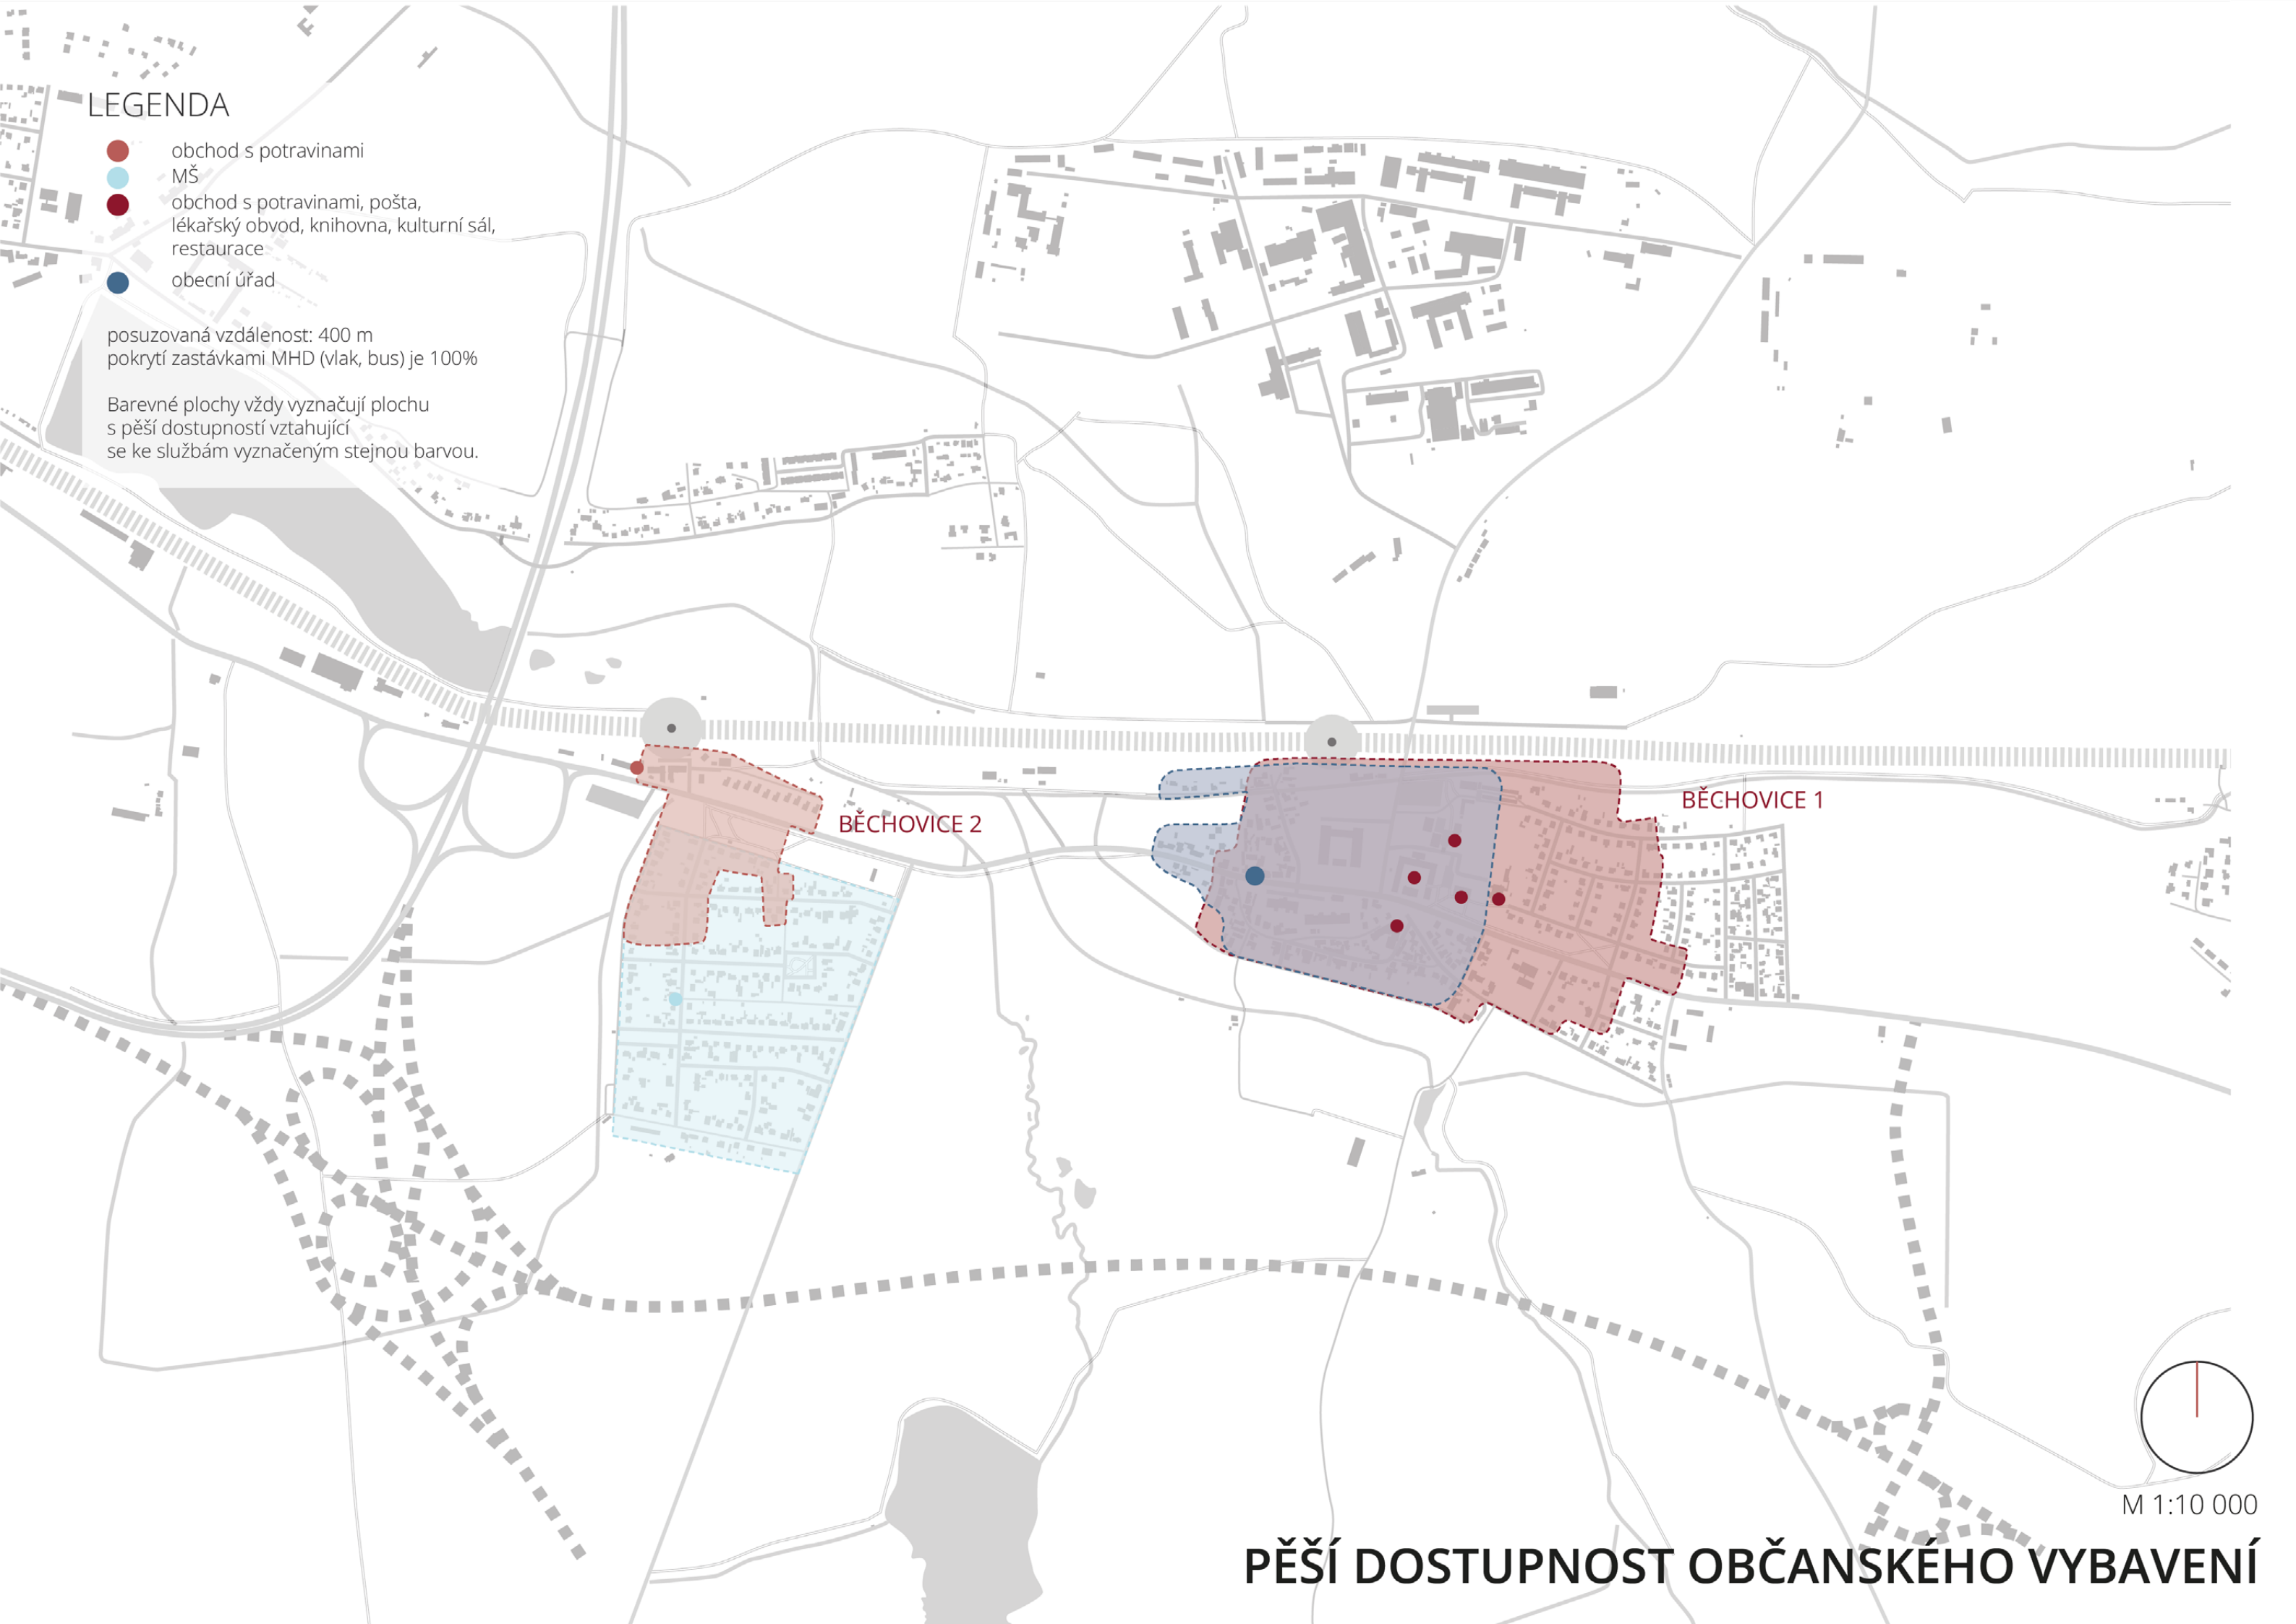 LEGENDA
obchod s potravinami
MŠ
obchod s potravinami, pošta,
lékařský obvod, knihovna, kulturní sál,
restaurace
obecní úřad
posuzovaná vzdálenost: 400 m
pokrytí zastávkami MHD (vlak, bus) je 100%
Barevné plochy vždy vyznačují plochu
s pěší dostupností vztahující
se ke službám vyznačeným stejnou barvou.
BĚCHOVICE 1
BĚCHOVICE 2
M 1:10 000
PĚŠÍ DOSTUPNOST OBČANSKÉHO VYBAVENÍ